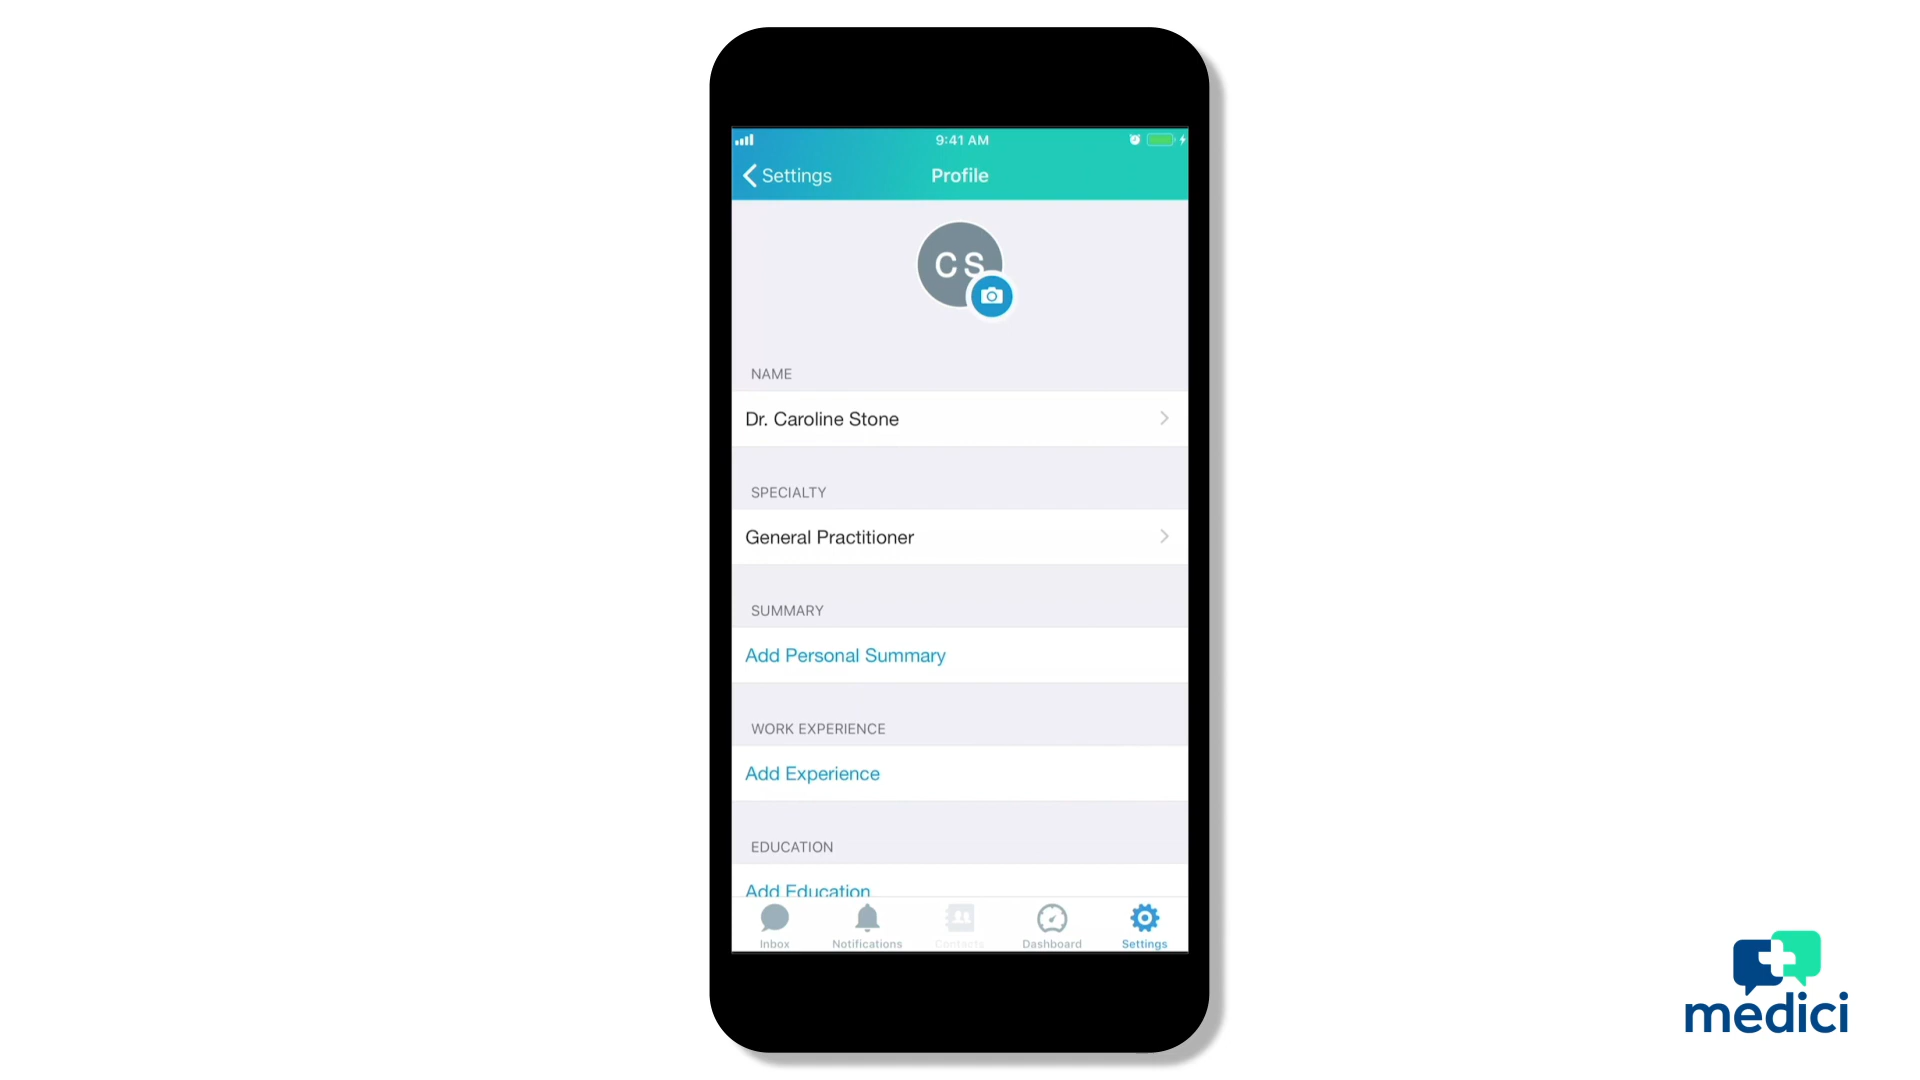 9:41 AM
Settings
Profile
CS
NAME
Dr. Caroline Stone
SPECIALTY
General Practitioner
SUMMARY
Add Personal Summary
WORK EXPERIENCE
Add Experience
EDUCATION
Add Education
Inbox
Notifications
Contacts
Dashboard
Settings
medici